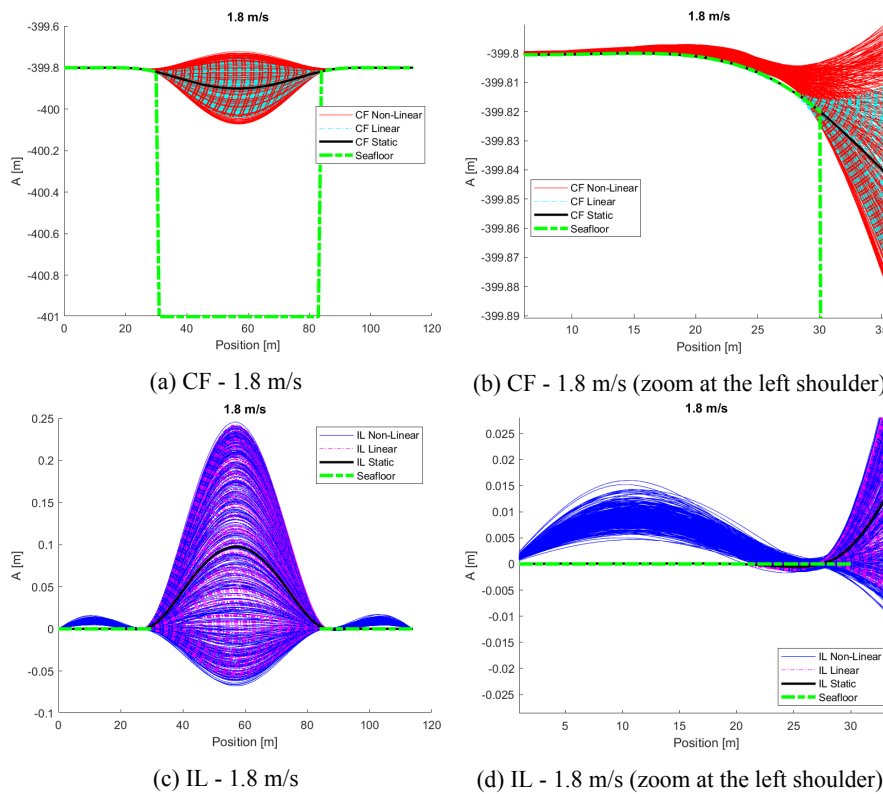 1.8 m/s
-399.6
-399.8
-400
-400.2
-400.4
-400.6
-400.8
-401
A [m]
0 20 40 60 80 100 120
Position [m]
CF Non-Linear
CF Linear
CF Static
Seafloor
(a) CF - 1.8 m/s
1.8 m/s
-399.8
-399.81
-399.82
-399.83
-399.84
-399.85
-399.86
-399.87
-399.88
-399.89
A [m]
10 15 20 25 30 35
Position [m]
CF Non-Linear
CF Linear
CF Static
Seafloor
(b) CF - 1.8 m/s (zoom at the left shoulder)
1.8 m/s
0.25
0.2
0.15
0.1
0.05
0
-0.05
-0.1
A [m]
0 20 40 60 80 100 120
Position [m]
IL Non-Linear
IL Linear
IL Static
Seafloor
(c) IL - 1.8 m/s
1.8 m/s
0.025
0.02
0.015
0.01
0.005
0
-0.005
-0.01
-0.015
-0.02
-0.025
A [m]
5 10 15 20 25 30
Position [m]
IL Non-Linear
IL Linear
IL Static
Seafloor
(d) IL - 1.8 m/s (zoom at the left shoulder)